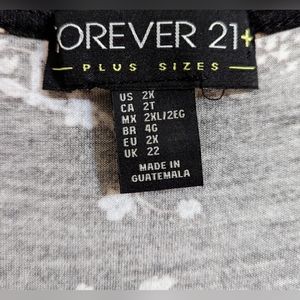 OREVER 21+
PLUS SIZES
US 2X
CA 2T
MX 2XL/2EG
BR 4G
EU 2X
UK 22
MADE IN
GUATEMALA